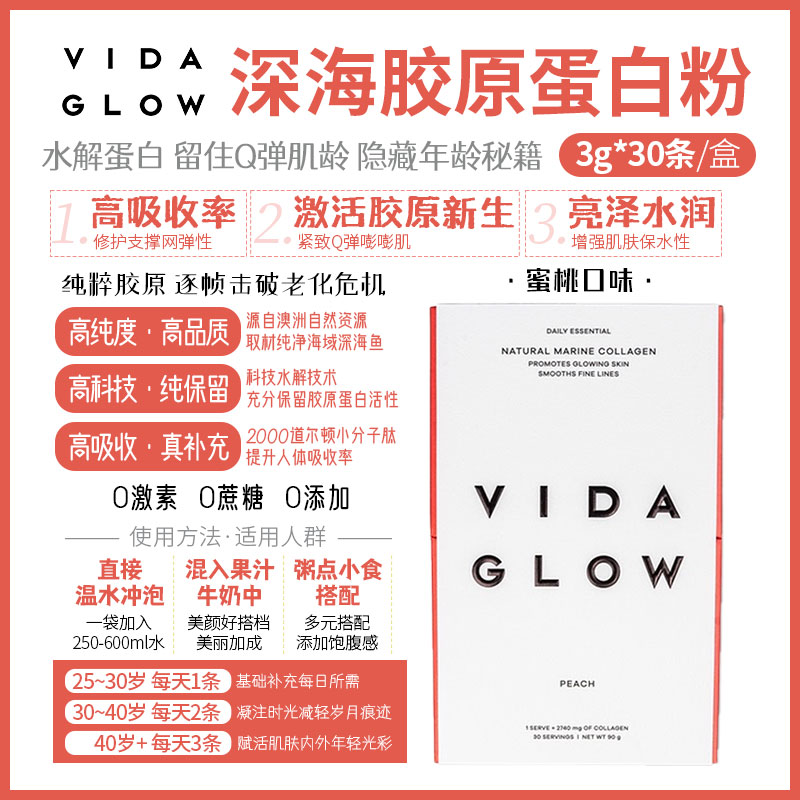 VIDA
GLOW
深海胶原蛋白粉
水解蛋白 留住Q弹肌龄 隐藏年龄秘籍
3g*30条/盒
1.高吸收率
修护支撑网弹性
2.激活胶原新生
紧致Q弹嘭嘭肌
3.亮泽水润
增强肌肤保水性
纯粹胶原 逐帧击破老化危机
高纯度·高品质
源自澳洲自然资源
取材纯净海域深海鱼
高科技·纯保留
科技水解技术
充分保留胶原蛋白活性
高吸收·真补充
2000道尔顿小分子肽
提升人体吸收率
0激素 0蔗糖 0添加
使用方法·适用人群
直接
温水冲泡
一袋加入
250-600ml水
混入果汁
牛奶中
美颜好搭档
美丽加成
粥点小食
搭配
多元搭配
添加饱腹感
25~30岁 每天1条
基础补充每日所需
30~40岁 每天2条
凝注时光减轻岁月痕迹
40岁+ 每天3条
赋活肌肤内外年轻光彩
·蜜桃口味·
DAILY ESSENTIAL
NATURAL MARINE COLLAGEN
PROMOTES GLOWING SKIN
SMOOTHS FINE LINES
VIDA
GLOW
PEACH
1 SERVE = 2740 mg OF COLLAGEN
30 SERVINGS | NET WT 90 g